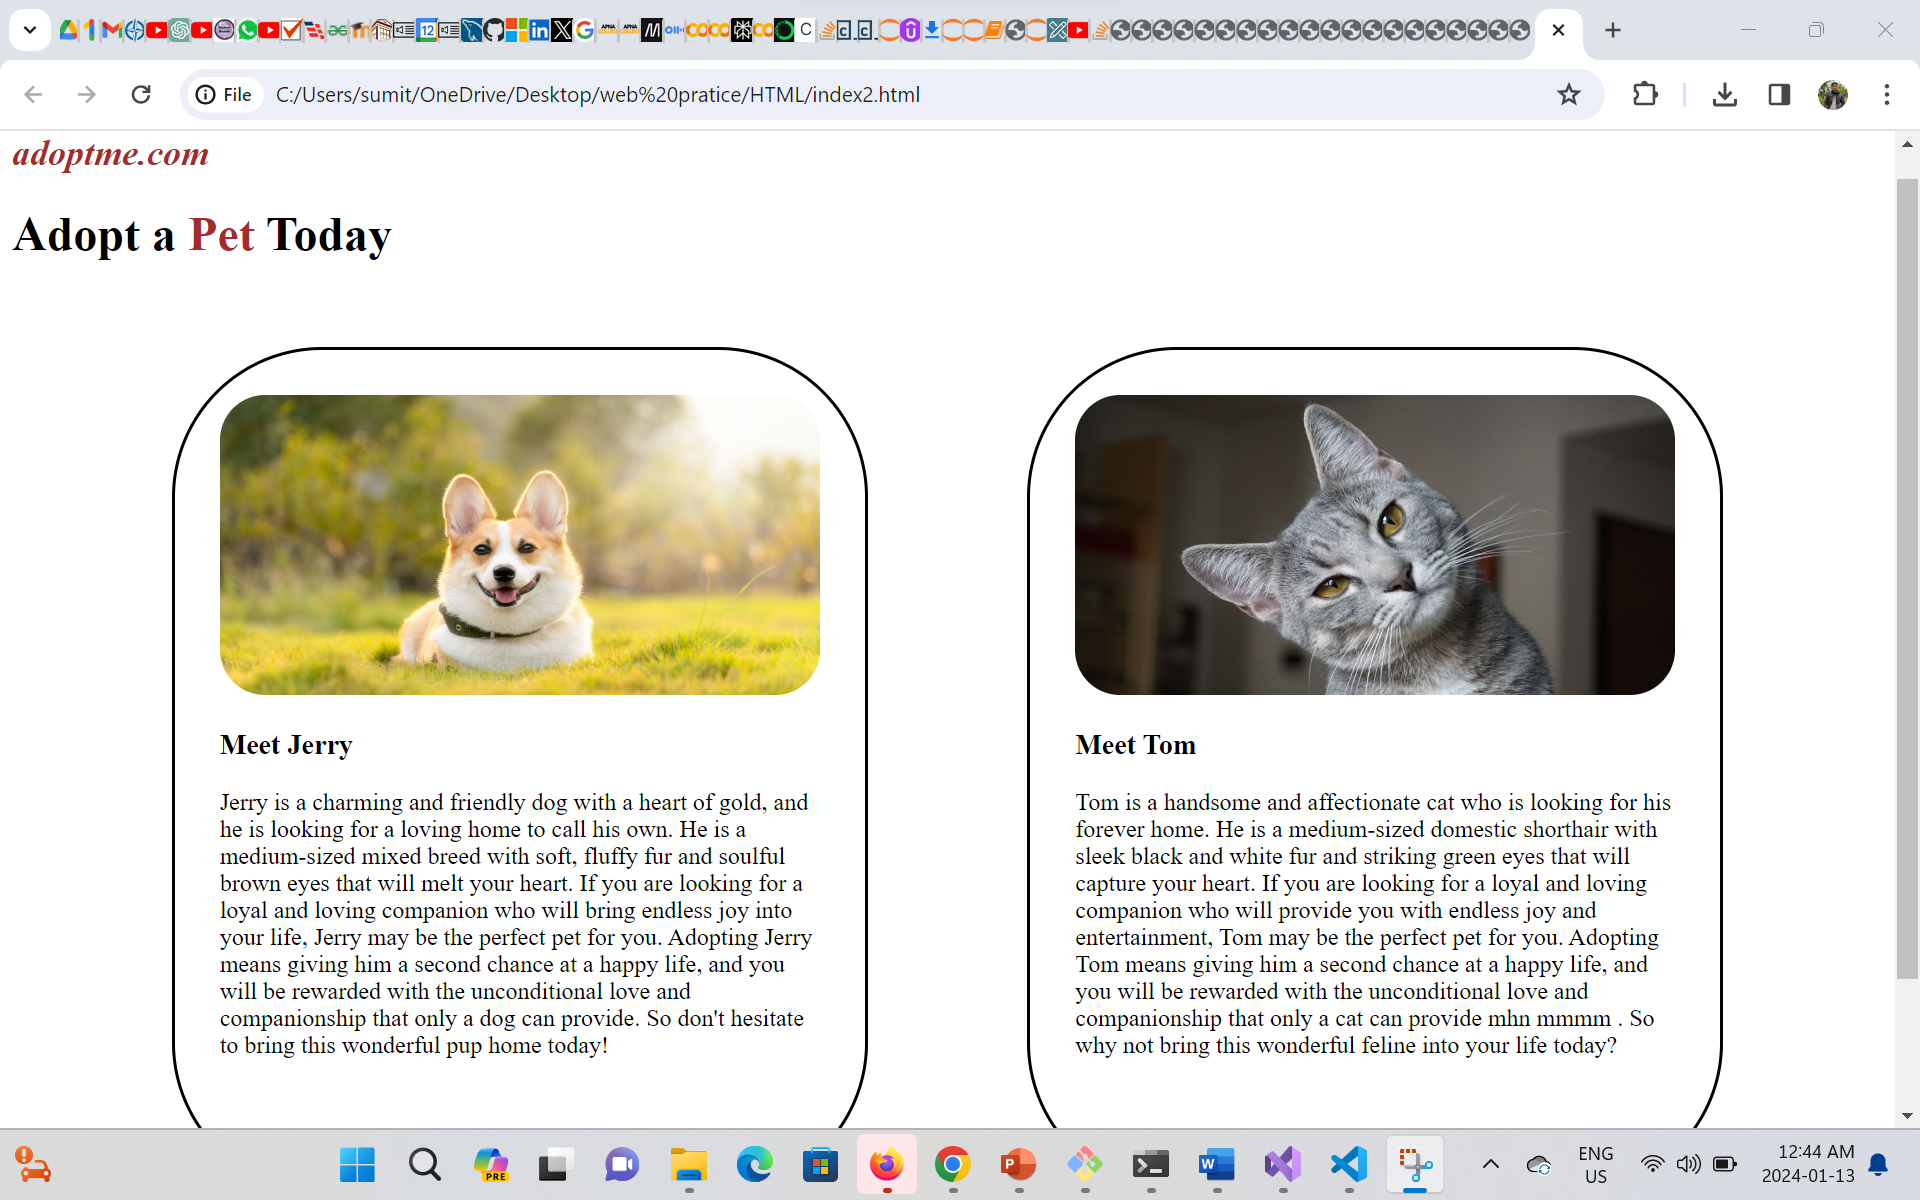 File
C:/Users/sumit/OneDrive/Desktop/web%20pratice/HTML/index2.html
adoptme.com
Adopt a Pet Today
Meet Jerry
Jerry is a charming and friendly dog with a heart of gold, and
he is looking for a loving home to call his own. He is a
medium-sized mixed breed with soft, fluffy fur and soulful
brown eyes that will melt your heart. If you are looking for a
loyal and loving companion who will bring endless joy into
your life, Jerry may be the perfect pet for you. Adopting Jerry
means giving him a second chance at a happy life, and you
will be rewarded with the unconditional love and
companionship that only a dog can provide. So don't hesitate
to bring this wonderful pup home today!
Meet Tom
Tom is a handsome and affectionate cat who is looking for his
forever home. He is a medium-sized domestic shorthair with
sleek black and white fur and striking green eyes that will
capture your heart. If you are looking for a loyal and loving
companion who will provide you with endless joy and
entertainment, Tom may be the perfect pet for you. Adopting
Tom means giving him a second chance at a happy life, and
you will be rewarded with the unconditional love and
companionship that only a cat can provide mhn mmmm . So
why not bring this wonderful feline into your life today?
PRE
ENG
US
12:44 AM
2024-01-13